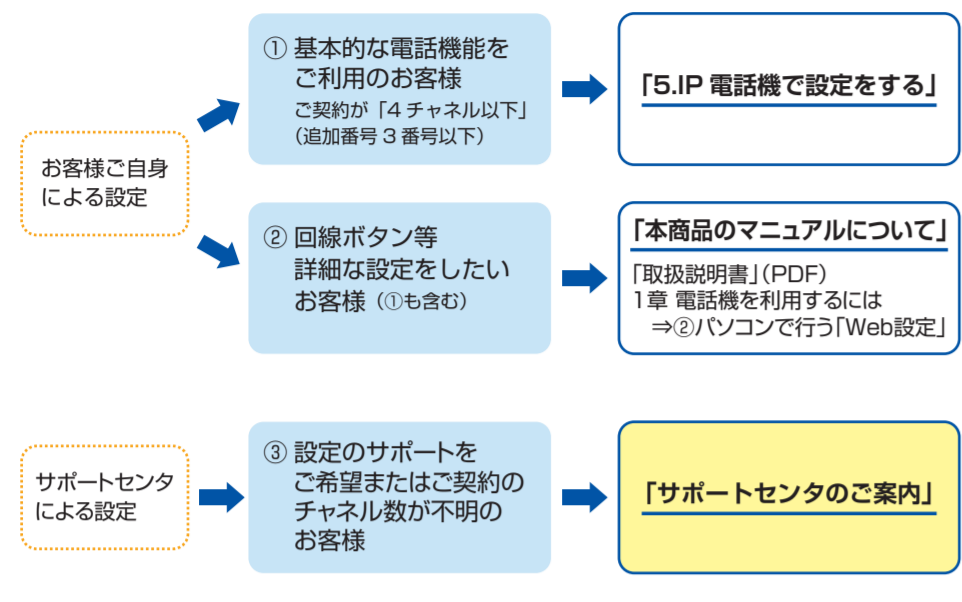 お客様ご自身
による設定
① 基本的な電話機能を
ご利用のお客様
ご契約が「4 チャネル以下」
（追加番号 3 番号以下）
「5.IP 電話機で設定をする」
② 回線ボタン等
詳細な設定をしたい
お客様（①も含む）
「本商品のマニュアルについて」
「取扱説明書」（PDF）
1章 電話機を利用するには
⇒②パソコンで行う「Web設定」
サポートセンタ
による設定
③ 設定のサポートを
ご希望またはご契約の
チャネル数が不明の
お客様
「サポートセンタのご案内」